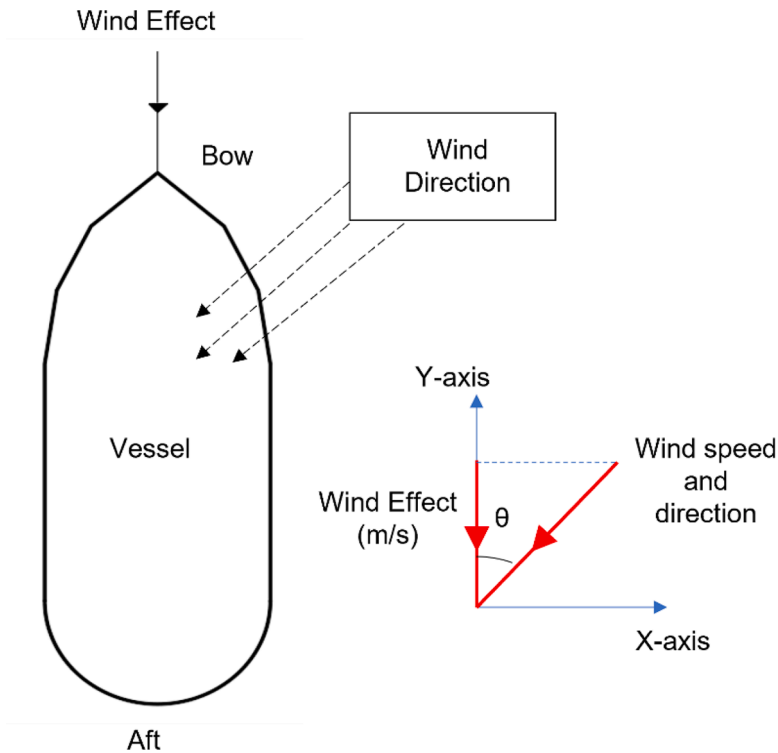 Wind Effect
Bow
Wind
Direction
Vessel
Aft
Y-axis
Wind speed
and
direction
Wind Effect
(m/s)
θ
X-axis